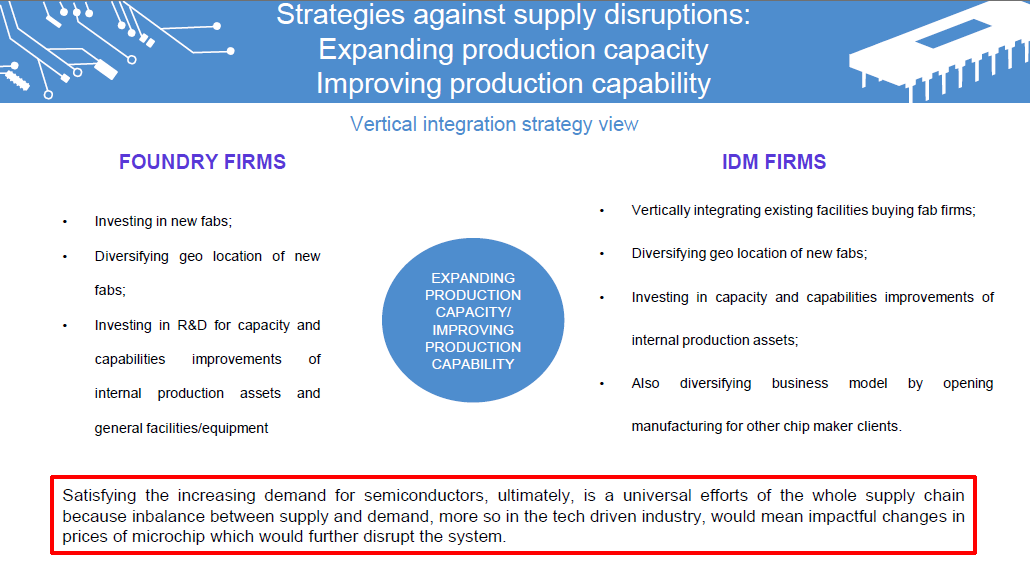 Strategies against supply disruptions:
Expanding production capacity
Improving production capability
Vertical integration strategy view
FOUNDRY FIRMS
• Investing in new fabs;
• Diversifying geo location of new
fabs;
• Investing in R&D for capacity and
capabilities improvements of
internal production assets and
general facilities/equipment
EXPANDING
PRODUCTION
CAPACITY/
IMPROVING
PRODUCTION
CAPABILITY
IDM FIRMS
• Vertically integrating existing facilities buying fab firms;
• Diversifying geo location of new fabs;
• Investing in capacity and capabilities improvements of
internal production assets;
• Also diversifying business model by opening
manufacturing for other chip maker clients.
Satisfying the increasing demand for semiconductors, ultimately, is a universal efforts of the whole supply chain
because inbalance between supply and demand, more so in the tech driven industry, would mean impactful changes in
prices of microchip which would further disrupt the system.